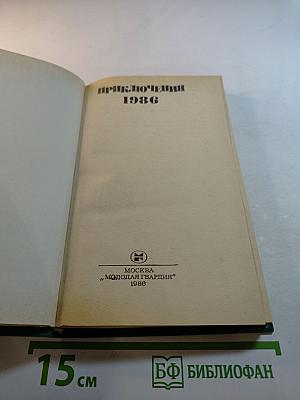 ПРИКЛЮЧЕНИЯ
1986
МОСКВА
„МОЛОДАЯ ГВАРДИЯ"
1986
15 см
БФ БИБЛИОФАН